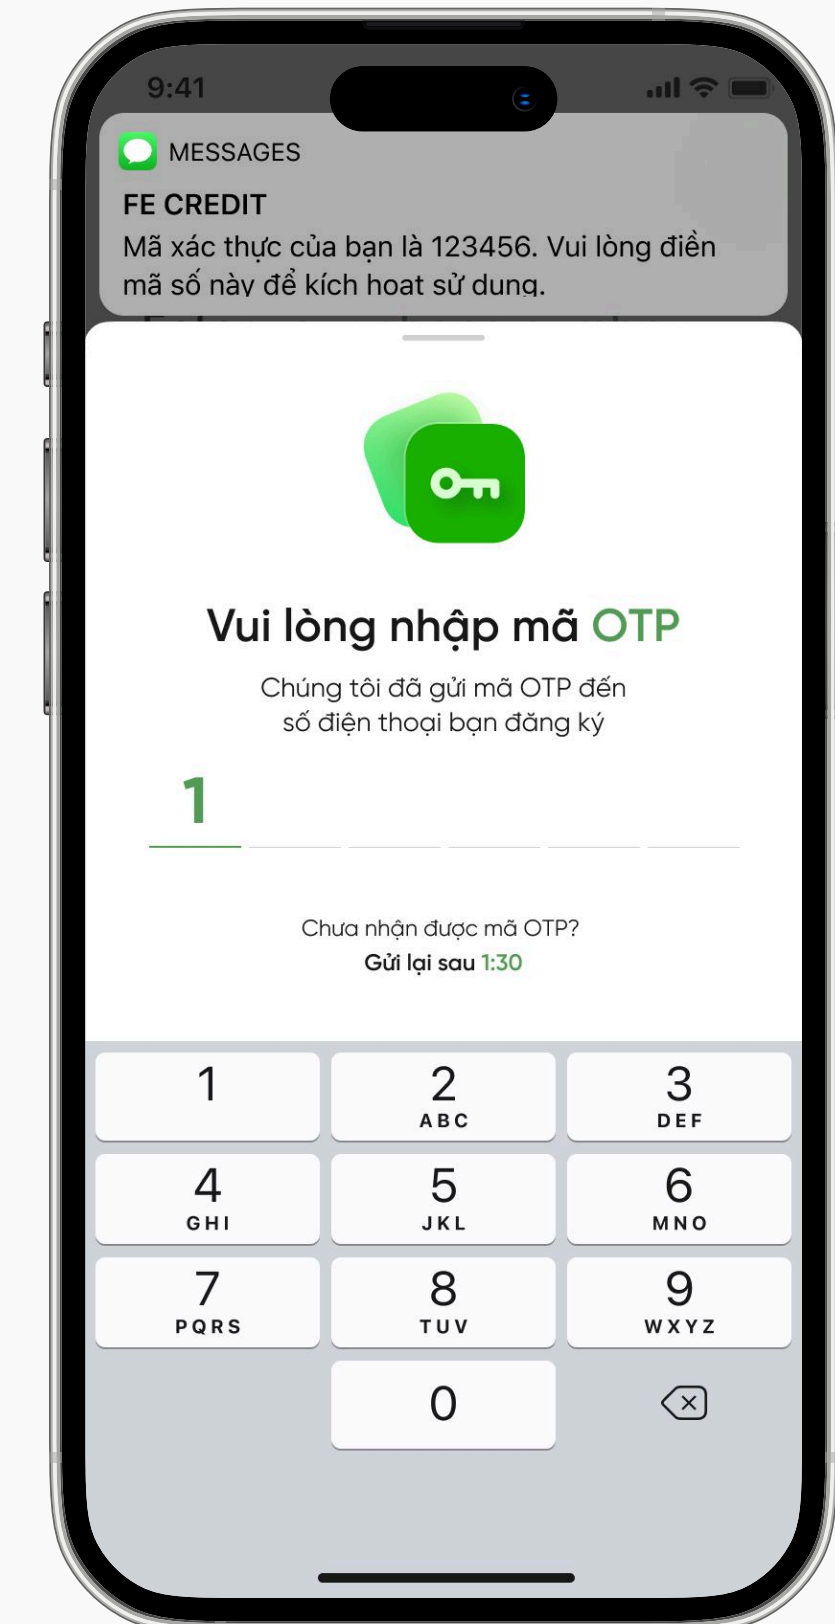 9:41
MESSAGES
FE CREDIT
Mã xác thực của bạn là 123456. Vui lòng điền
mã số này để kích hoạt sử dụng.
Vui lòng nhập mã OTP
Chúng tôi đã gửi mã OTP đến
số điện thoại bạn đăng ký
1
Chưa nhận được mã OTP?
Gửi lại sau 1:30
1 2 3
ABC DEF
4 5 6
GHI JKL MNO
7 8 9
PQRS TUV WXYZ
0